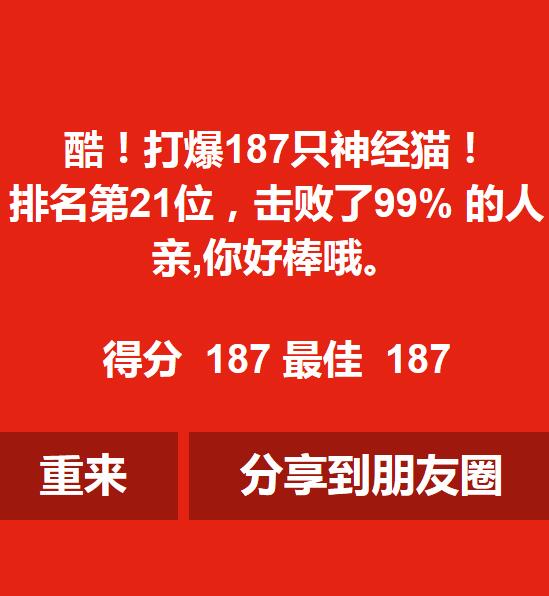 酷！打爆187只神经猫！
排名第21位，击败了99% 的人
亲,你好棒哦。
得分 187 最佳 187
重来
分享到朋友圈